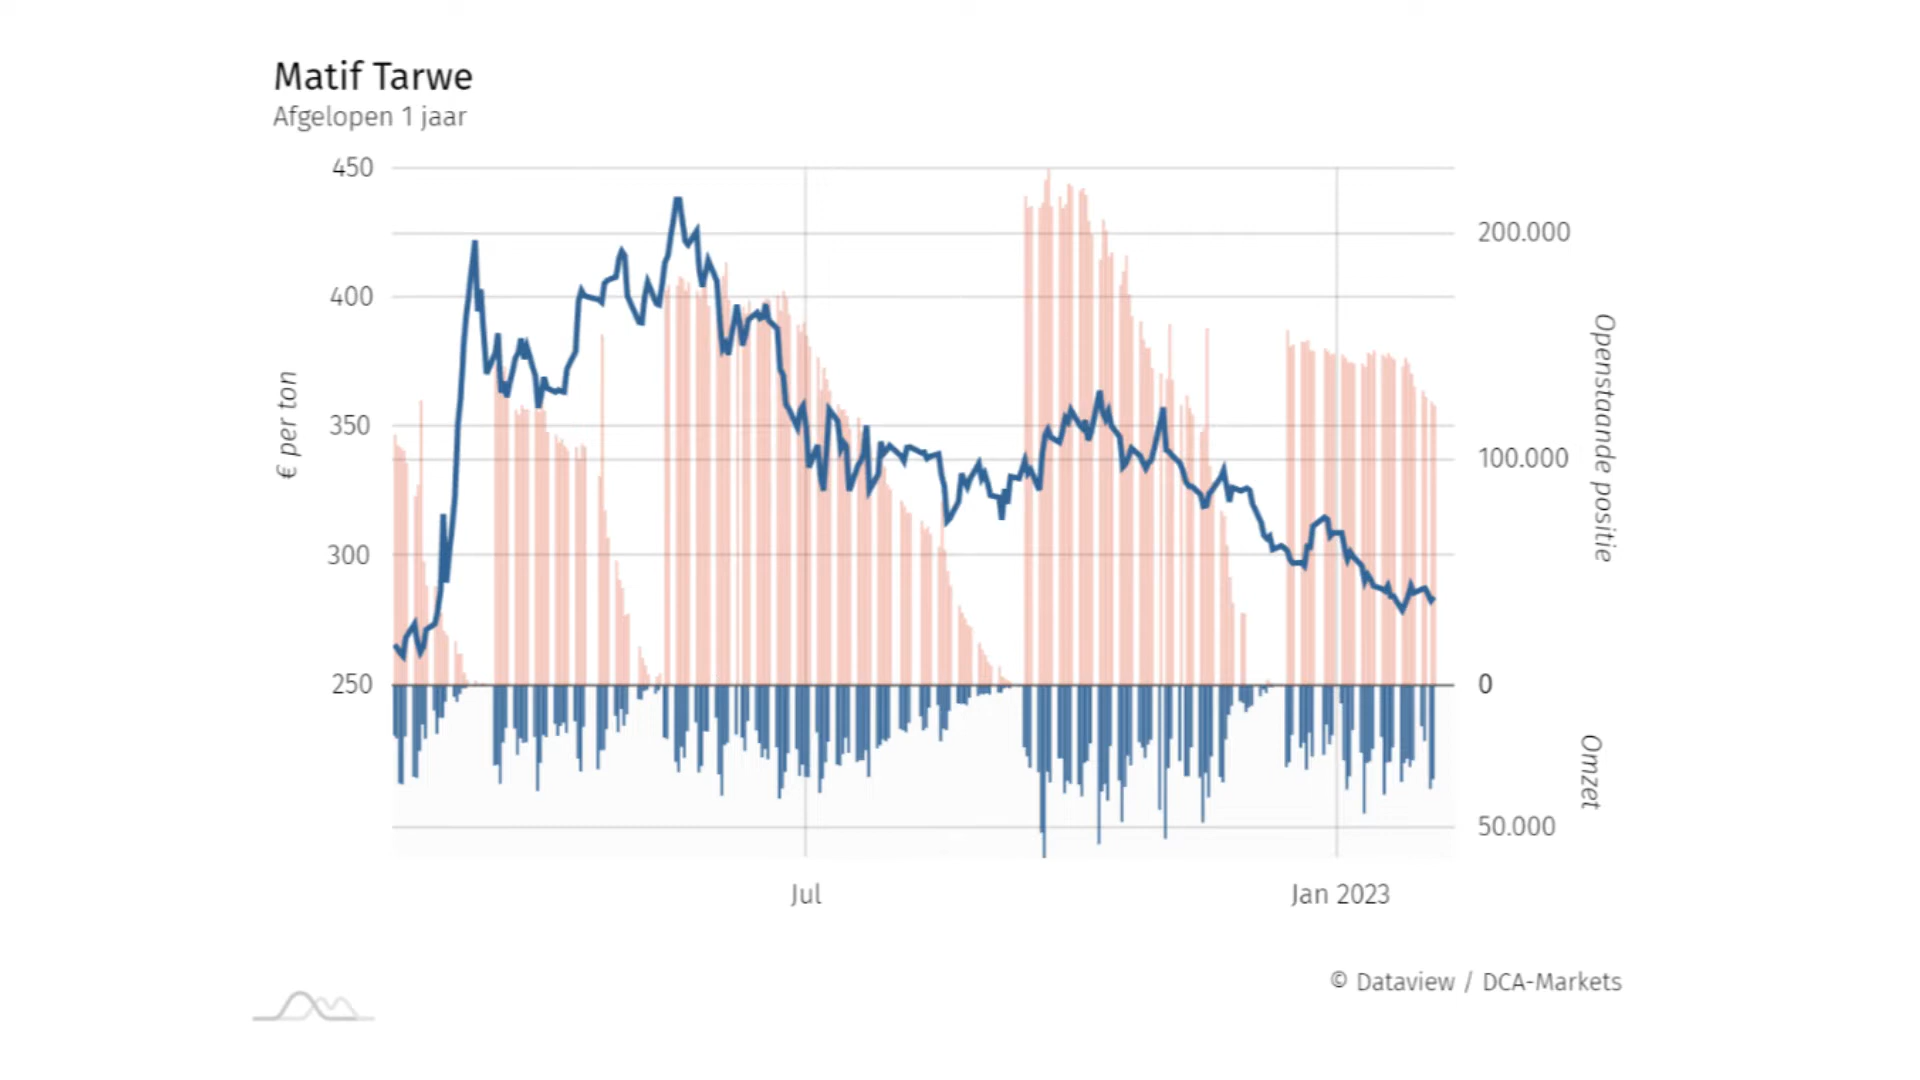 Matif Tarwe
Afgelopen 1 jaar
450
400
350
300
250
€ per ton
200.000
100.000
0
50.000
Openstaande positie
Omzet
Jul
Jan 2023
© Dataview / DCA-Markets